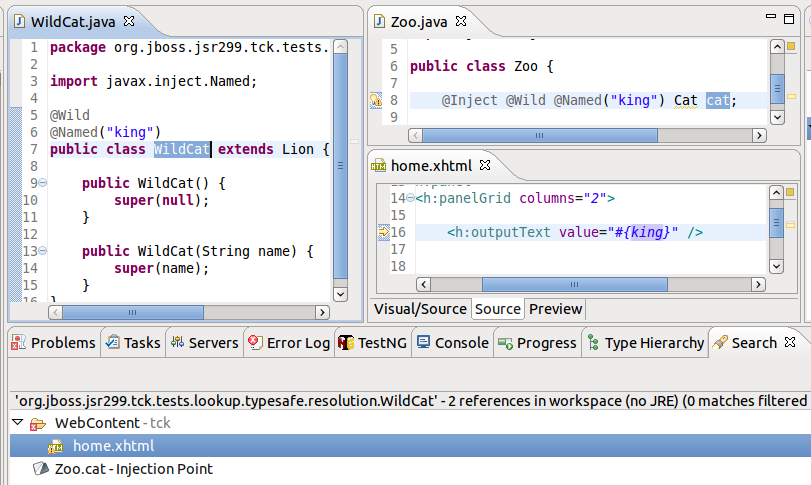 WildCat.java
1 package org.jboss.jsr299.tck.tests.
2
3 import javax.inject.Named;
4
5 @Wild
6 @Named("king")
7 public class WildCat extends Lion {
8
9 public WildCat() {
10 super(null);
11 }
12
13 public WildCat(String name) {
14 super(name);
15 }
16 }
Zoo.java
5
6 public class Zoo {
7
8 @Inject @Wild @Named("king") Cat cat;
9
home.xhtml
14 <h:panelGrid columns="2">
15
16 <h:outputText value="#{king}" />
17
18
Visual/Source Source Preview
Problems Tasks Servers Error Log TestNG Console Progress Type Hierarchy Search
'org.jboss.jsr299.tck.tests.lookup.typesafe.resolution.WildCat' - 2 references in workspace (no JRE) (0 matches filtered
WebContent - tck
home.xhtml
Zoo.cat - Injection Point